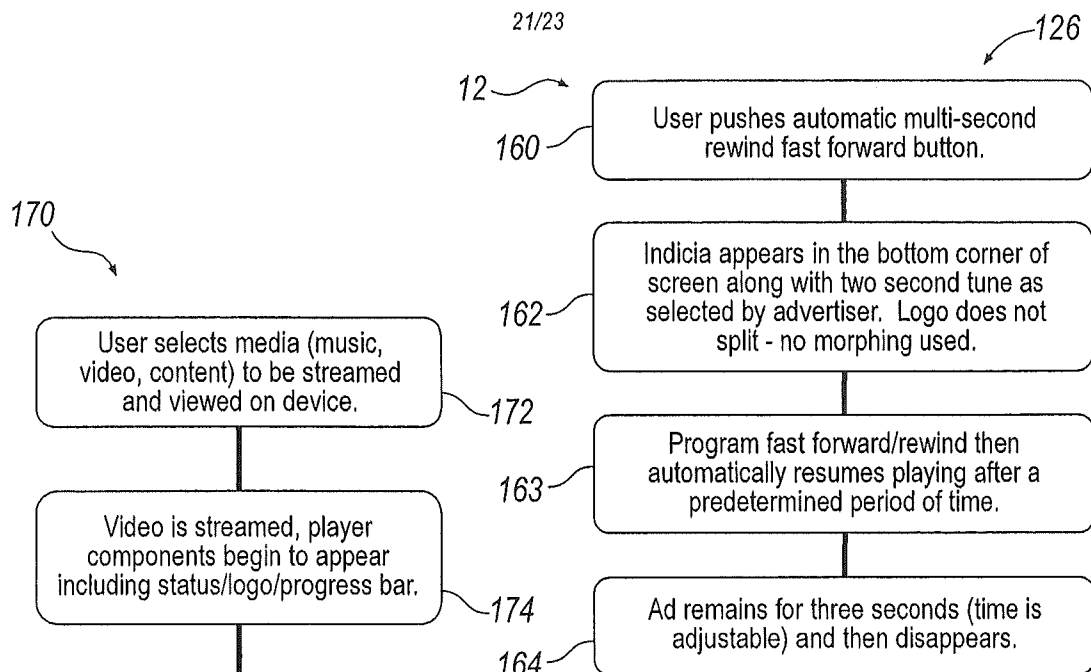 21/23
126
12
160
User pushes automatic multi-second
rewind fast forward button.
162
Indicia appears in the bottom corner of
screen along with two second tune as
selected by advertiser. Logo does not
split - no morphing used.
163
Program fast forward/rewind then
automatically resumes playing after a
predetermined period of time.
164
Ad remains for three seconds (time is
adjustable) and then disappears.
170
User selects media (music,
video, content) to be streamed
and viewed on device.
172
Video is streamed, player
components begin to appear
including status/logo/progress bar.
174